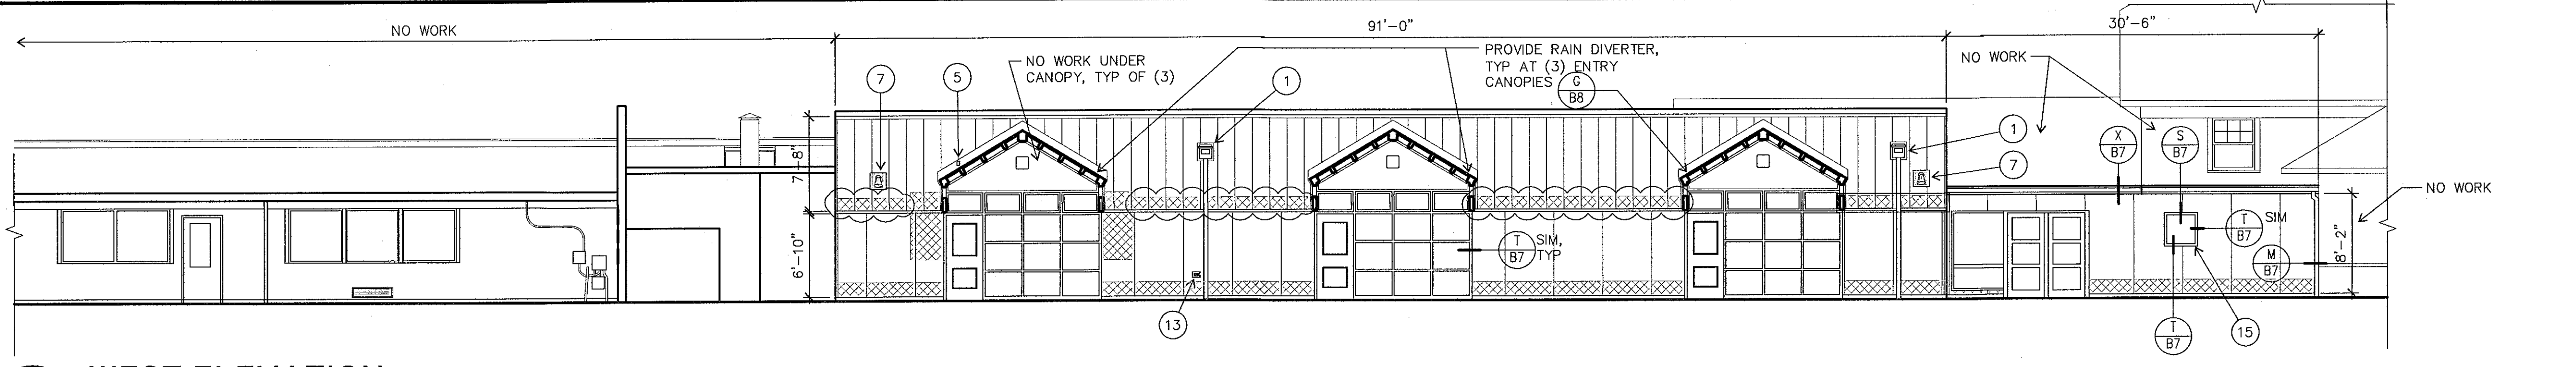 NO WORK
91'-0"
30'-6"
NO WORK UNDER
CANOPY, TYP OF (3)
PROVIDE RAIN DIVERTER,
TYP AT (3) ENTRY
CANOPIES
G
B8
NO WORK
7
5
1
1
7
X
B7
S
B7
NO WORK
7'-8"
6'-10"
T
B7
SIM,
TYP
T
B7
SIM
M
B7
8'-2"
13
T
B7
15
WEST ELEVATION